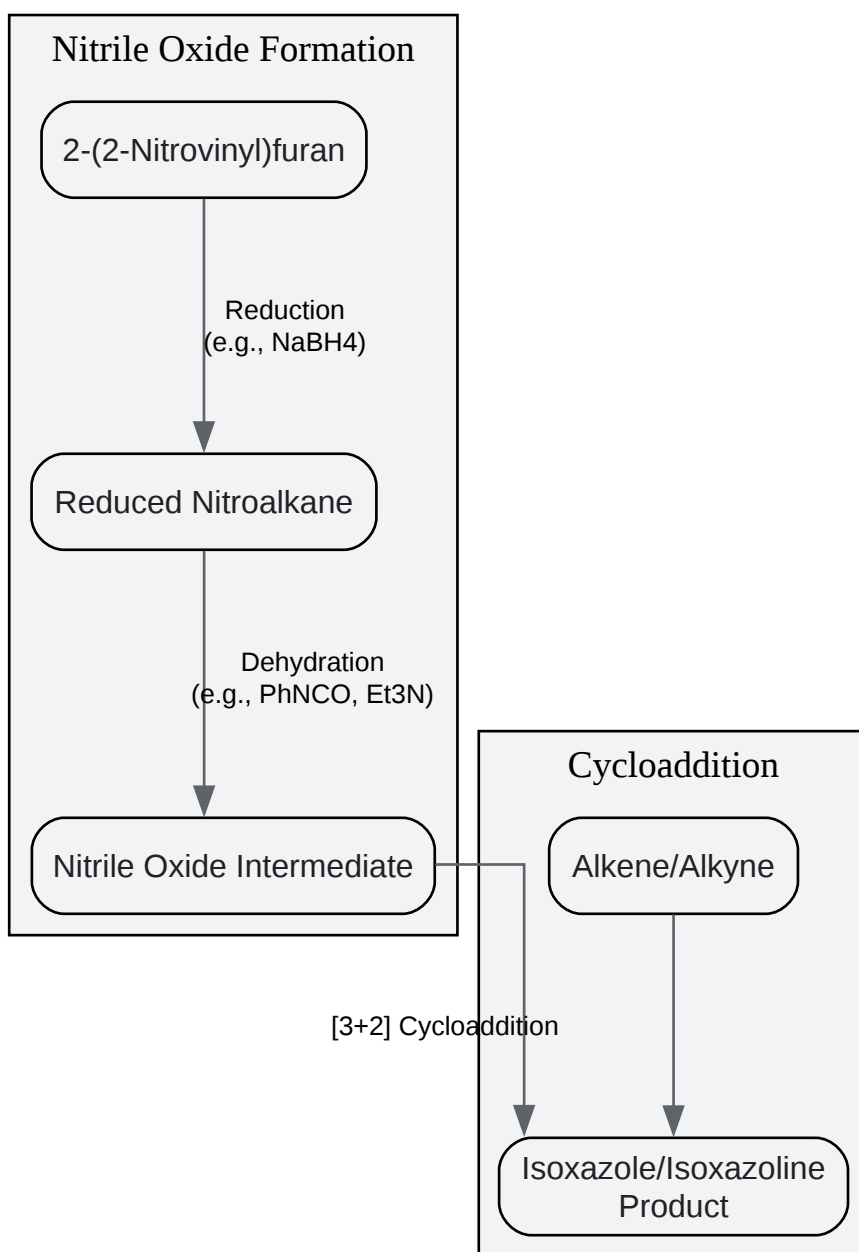 Nitrile Oxide Formation
2-(2-Nitrovinyl)furan
Reduction
(e.g., NaBH4)
Reduced Nitroalkane
Dehydration
(e.g., PhNCO, Et3N)
Nitrile Oxide Intermediate
Cycloaddition
Alkene/Alkyne
[3+2] Cycloaddition
Isoxazole/Isoxazoline
Product